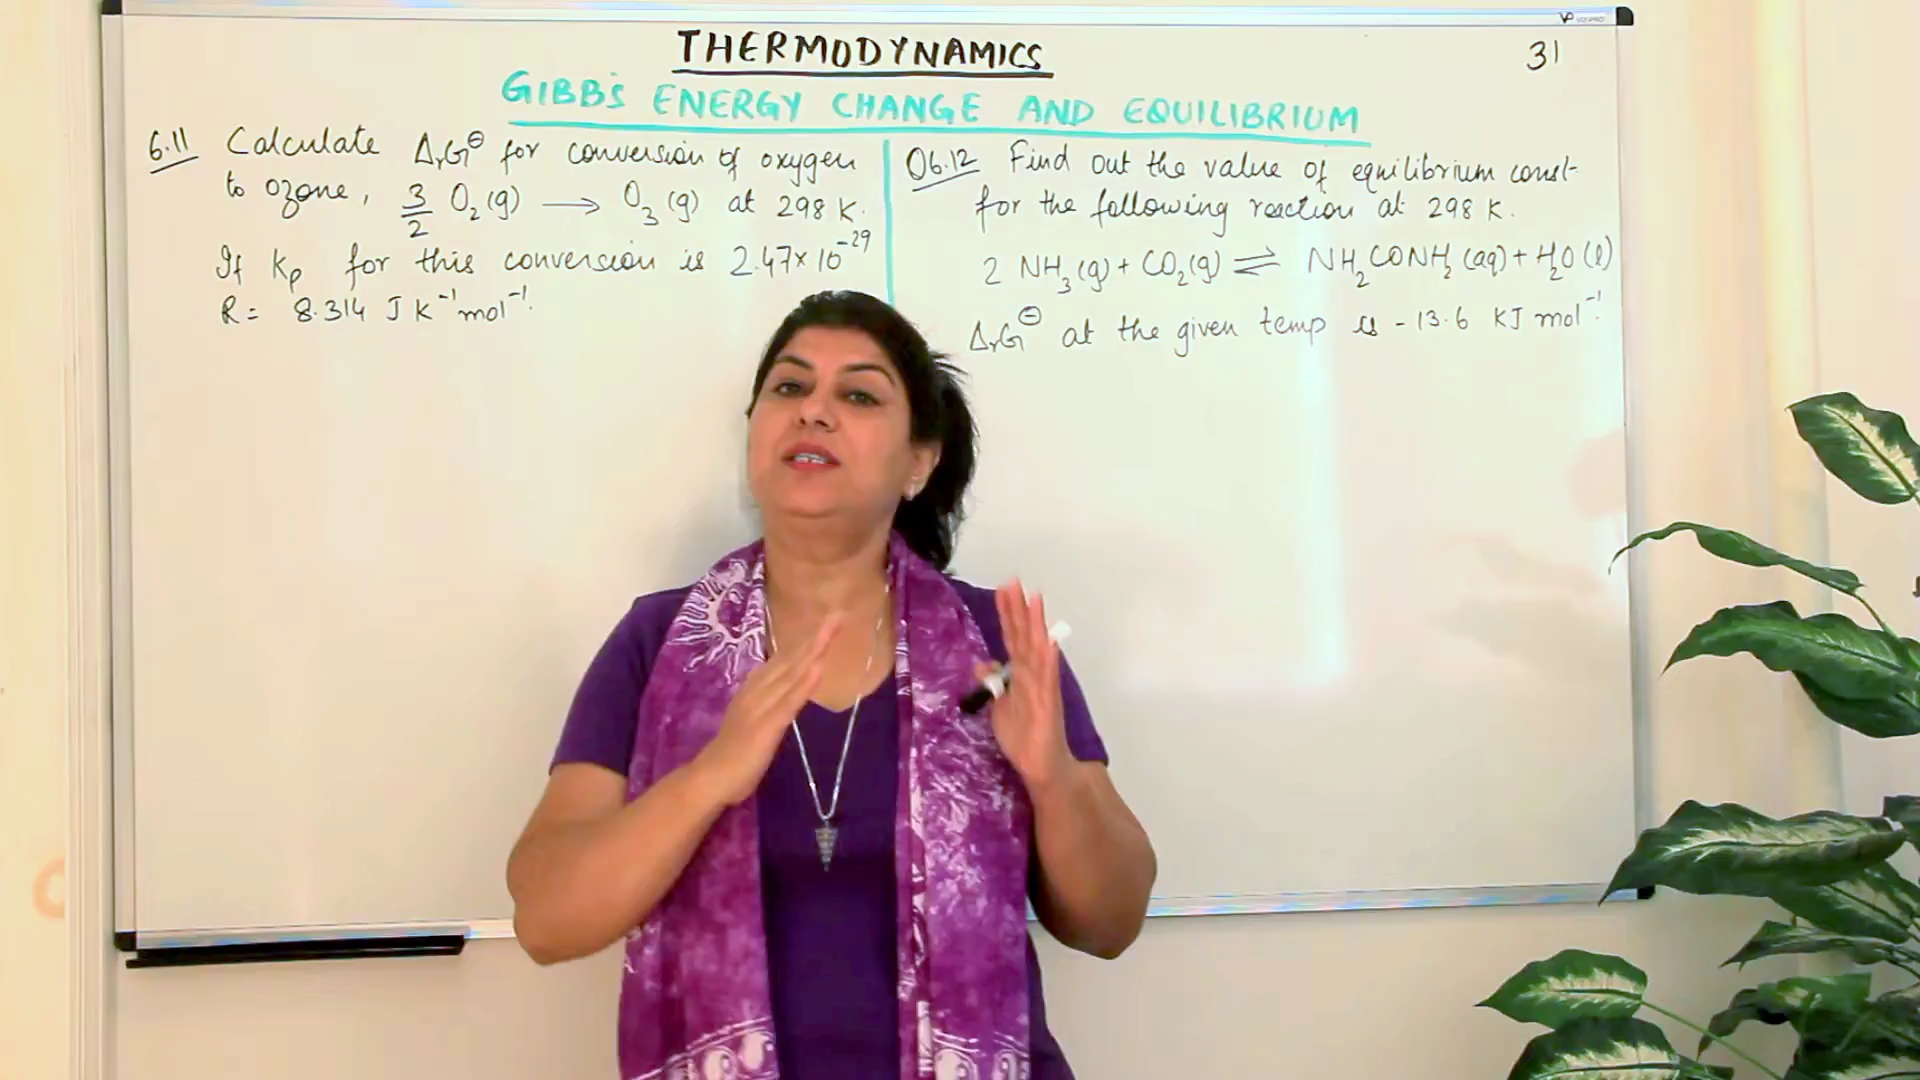 THERMODYNAMICS
31
GIBB'S ENERGY CHANGE AND EQUILIBRIUM
6.11 Calculate ΔrG⊖ for conversion of oxygen
to ozone, 3/2 O₂(g) → O₃(g) at 298 K.
If Kp for this conversion is 2.47×10⁻²⁹
R = 8.314 J K⁻¹ mol⁻¹.
Q6.12 Find out the value of equilibrium const-
for the following reaction at 298 K.
2 NH₃(g) + CO₂(g) ⇌ NH₂CONH₂(aq) + H₂O(l)
ΔrG⊖ at the given temp is -13.6 KJ mol⁻¹.